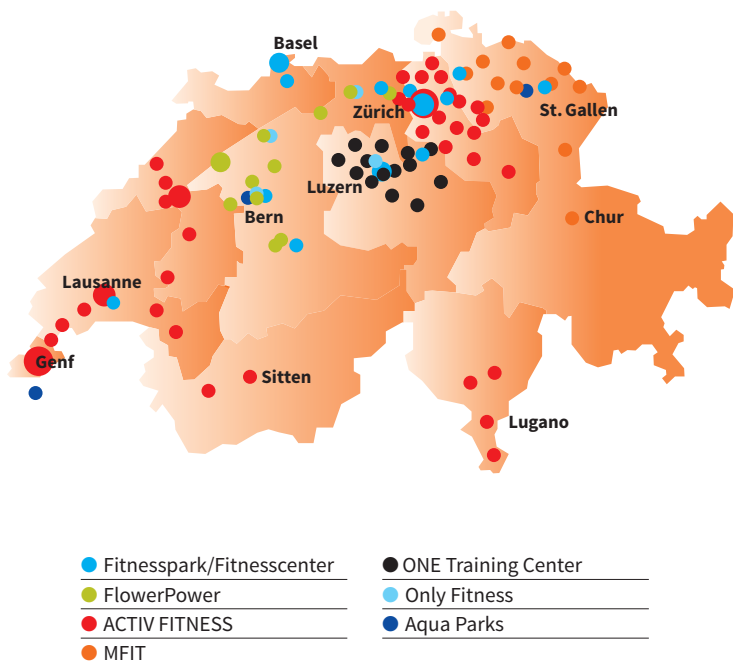 Basel
Zürich
St. Gallen
Luzern
Bern
Chur
Lausanne
Genf
Sitten
Lugano
Fitnesspark/Fitnesscenter
FlowerPower
ACTIV FITNESS
MFIT
ONE Training Center
Only Fitness
Aqua Parks